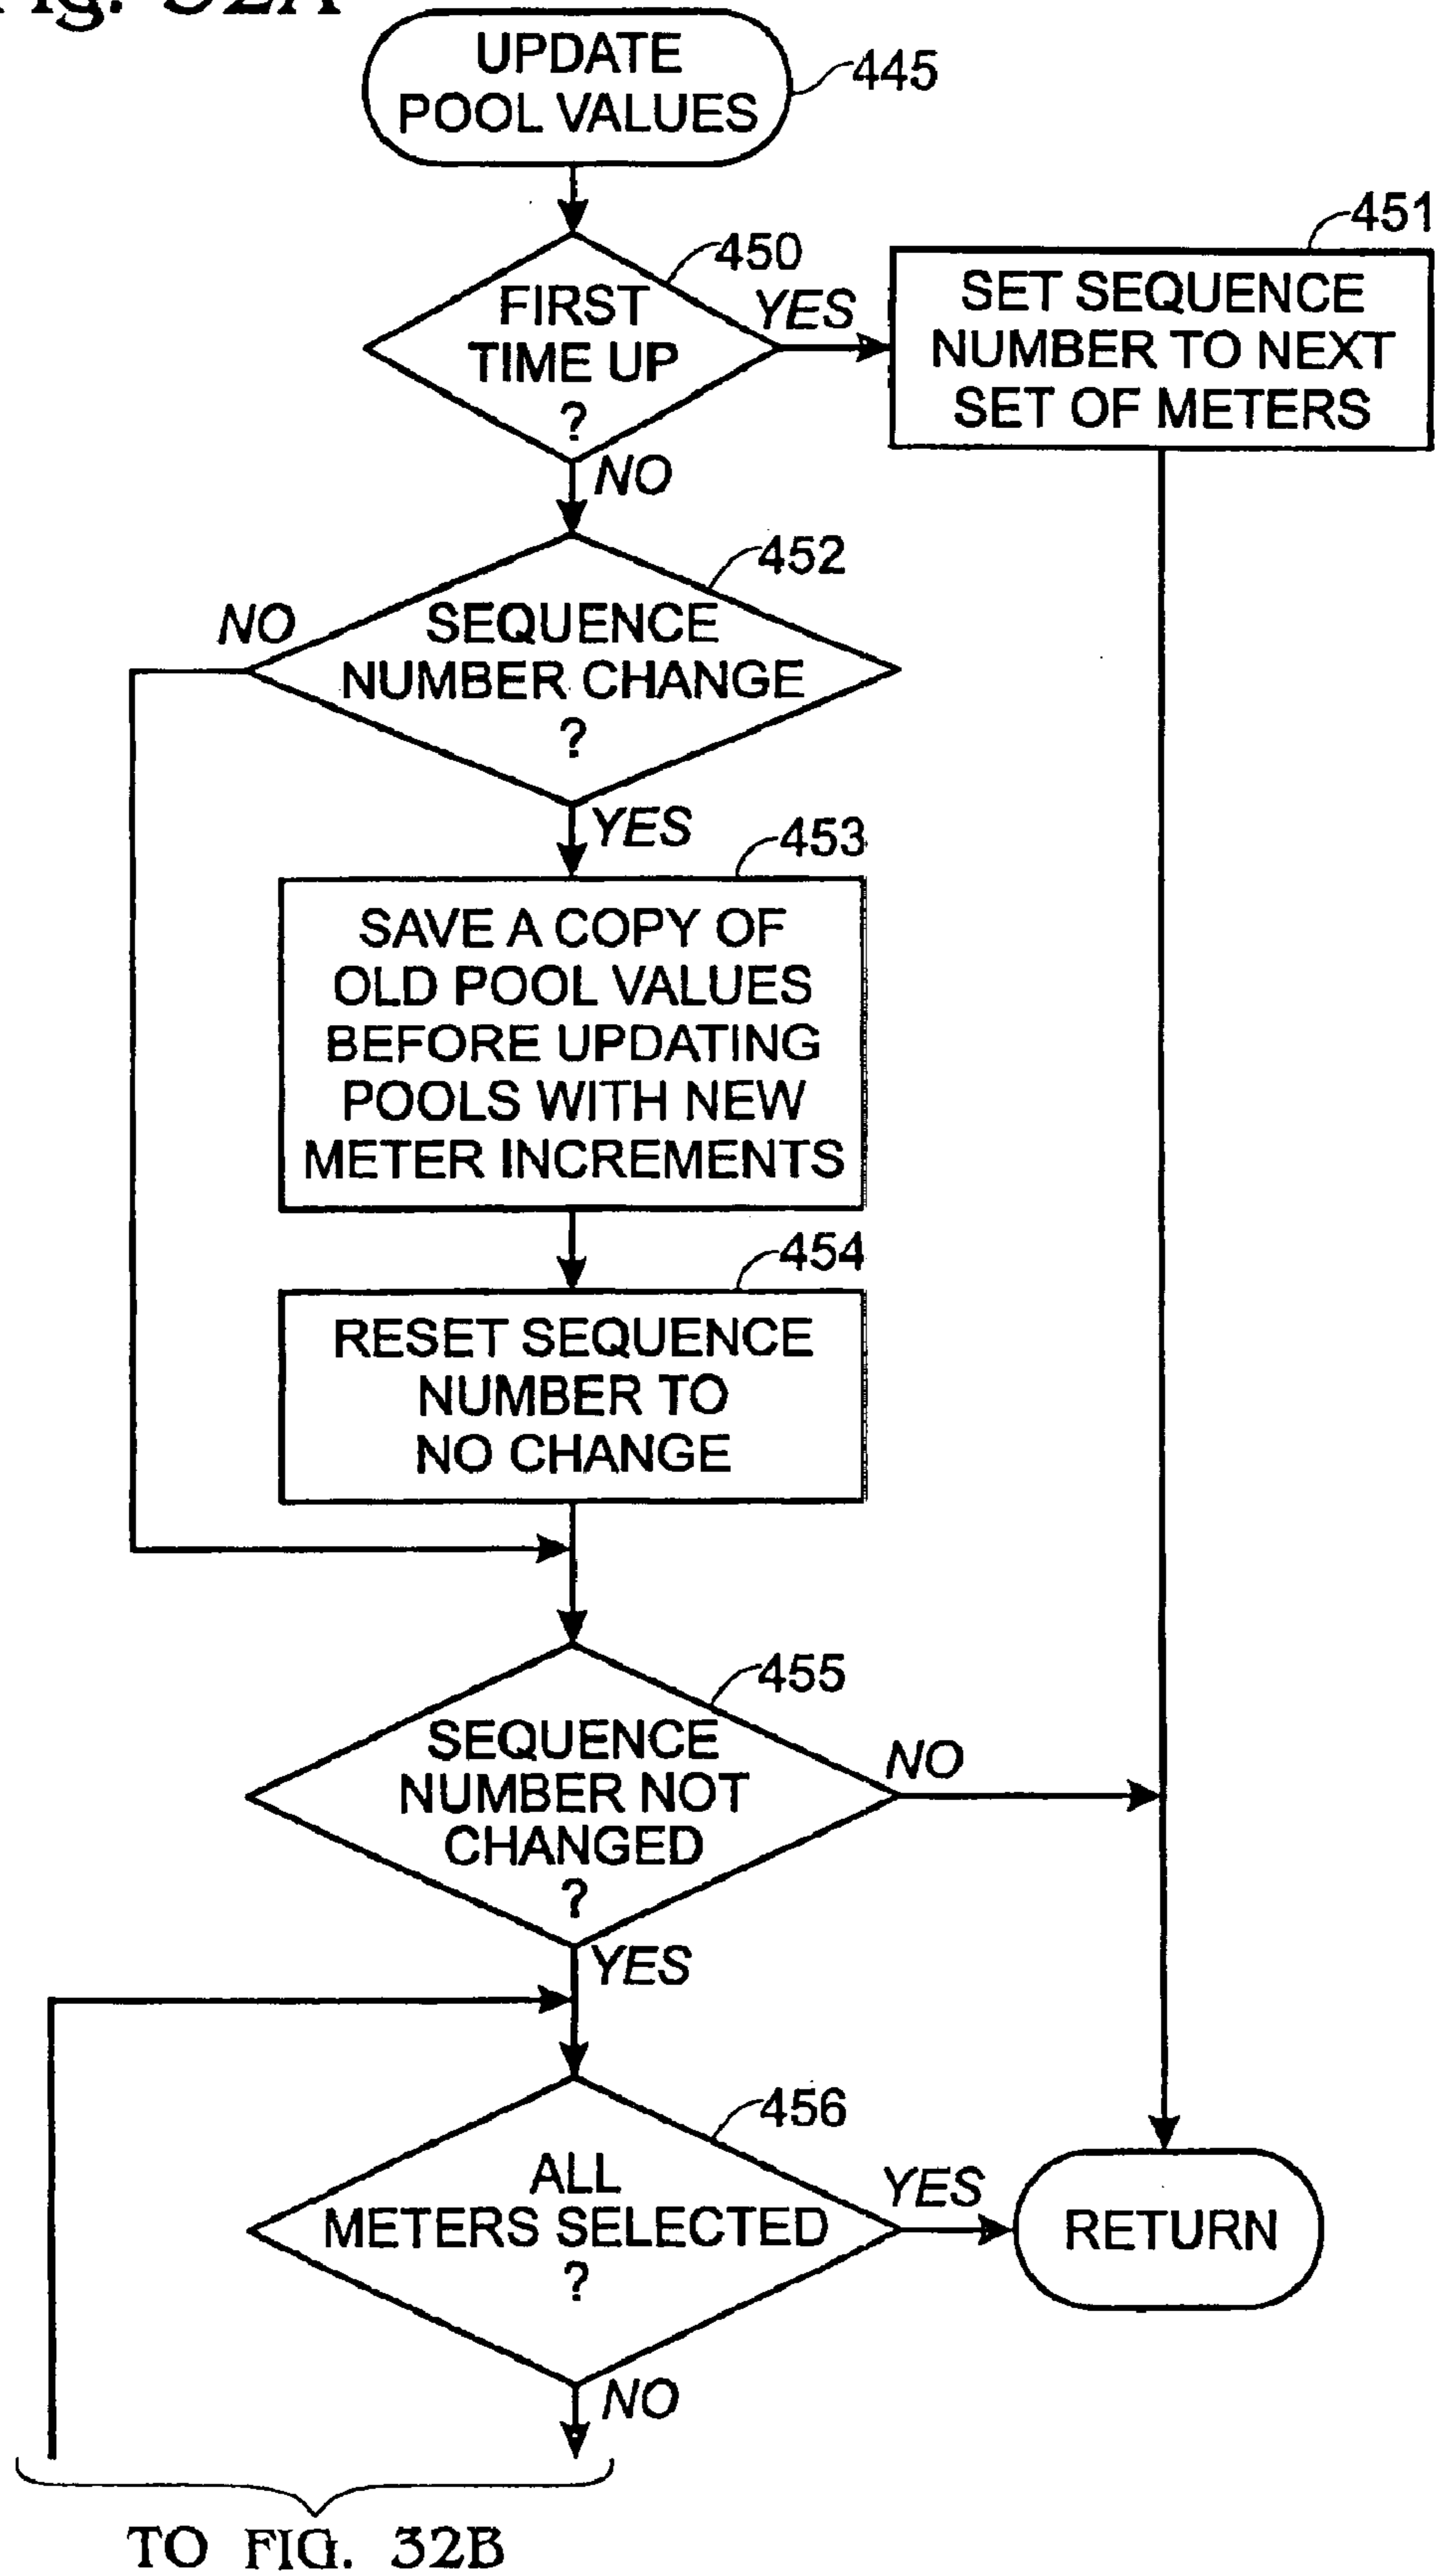 Fig. 32A
UPDATE
POOL VALUES
445
450
FIRST
TIME UP
?
YES
451
SET SEQUENCE
NUMBER TO NEXT
SET OF METERS
NO
452
NO
SEQUENCE
NUMBER CHANGE
?
YES
453
SAVE A COPY OF
OLD POOL VALUES
BEFORE UPDATING
POOLS WITH NEW
METER INCREMENTS
454
RESET SEQUENCE
NUMBER TO
NO CHANGE
455
SEQUENCE
NUMBER NOT
CHANGED
?
NO
YES
456
ALL
METERS SELECTED
?
YES
RETURN
NO
TO FIG. 32B